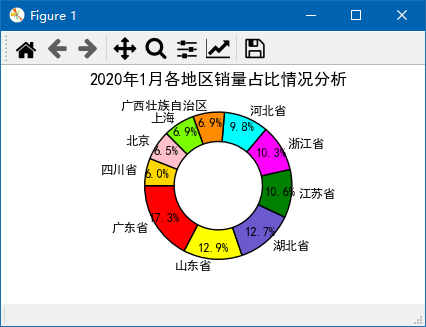 Figure 1
2020年1月各地区销量占比情况分析
广西壮族自治区
上海
河北省
北京
浙江省
四川省
江苏省
广东省
湖北省
山东省
6.9%
6.9%
9.8%
6.5%
10.3%
6.0%
10.6%
17.3%
12.7%
12.9%